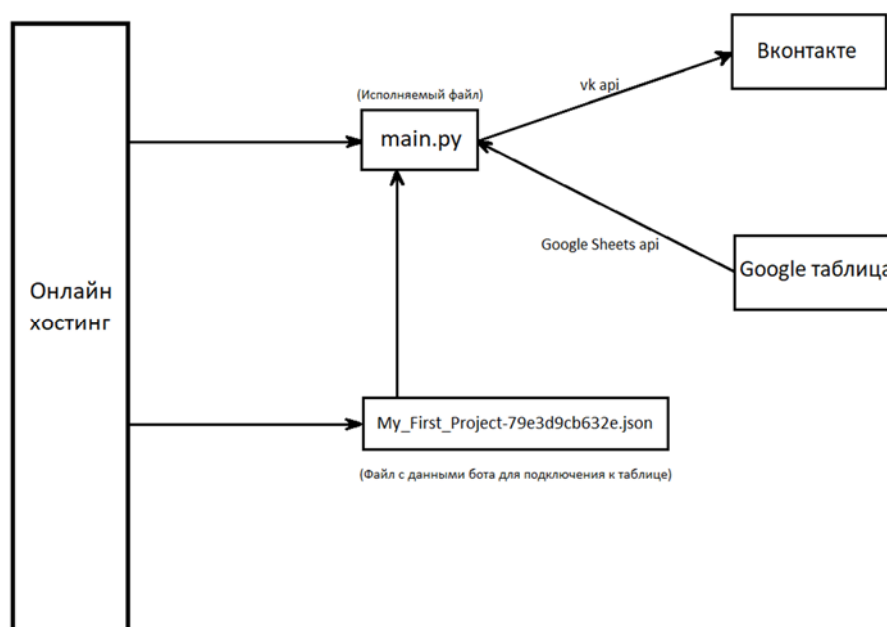 Вконтакте
vk api
(Исполняемый файл)
main.py
Google Sheets api
Google таблица
Онлайн
хостинг
My_First_Project-79e3d9cb632e.json
(Файл с данными бота для подключения к таблице)